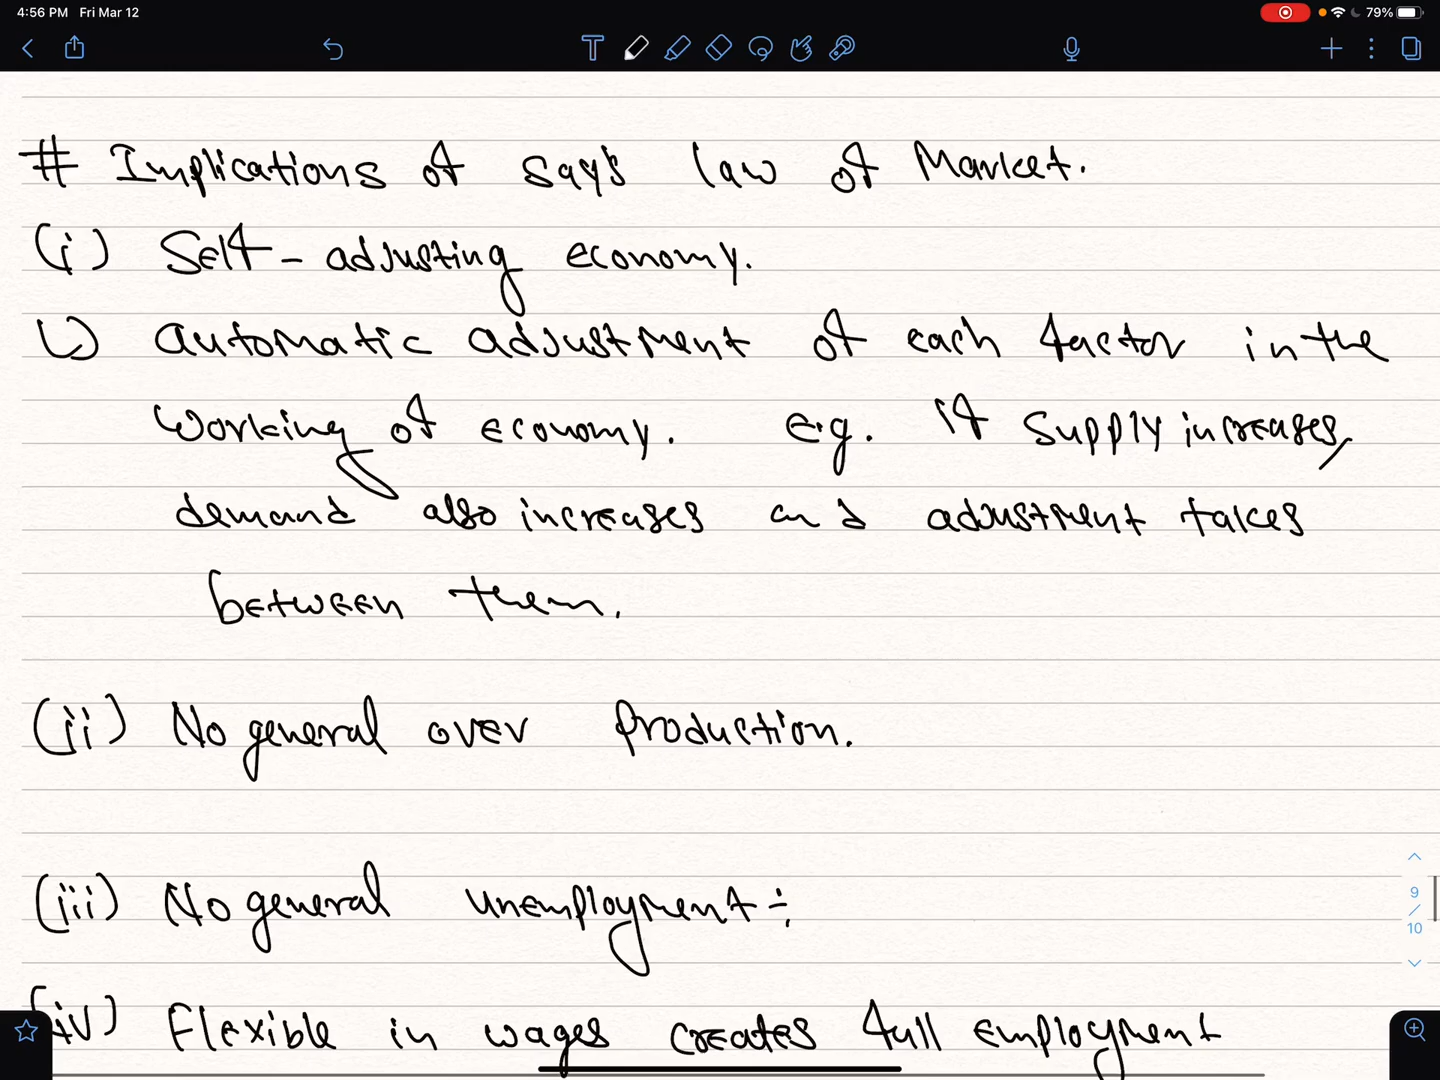 4:56 PM Fri Mar 12 79%
# Implications of Say's law of Market.
(i) Self-adjusting economy.
↳ automatic adjustment of each factor in the
working of economy. e.g. if supply increases,
demand also increases and adjustment takes
between them.
(ii) No general over production.
(iii) No general unemployment :-
9
/
10
(iv) Flexible in wages creates full employment